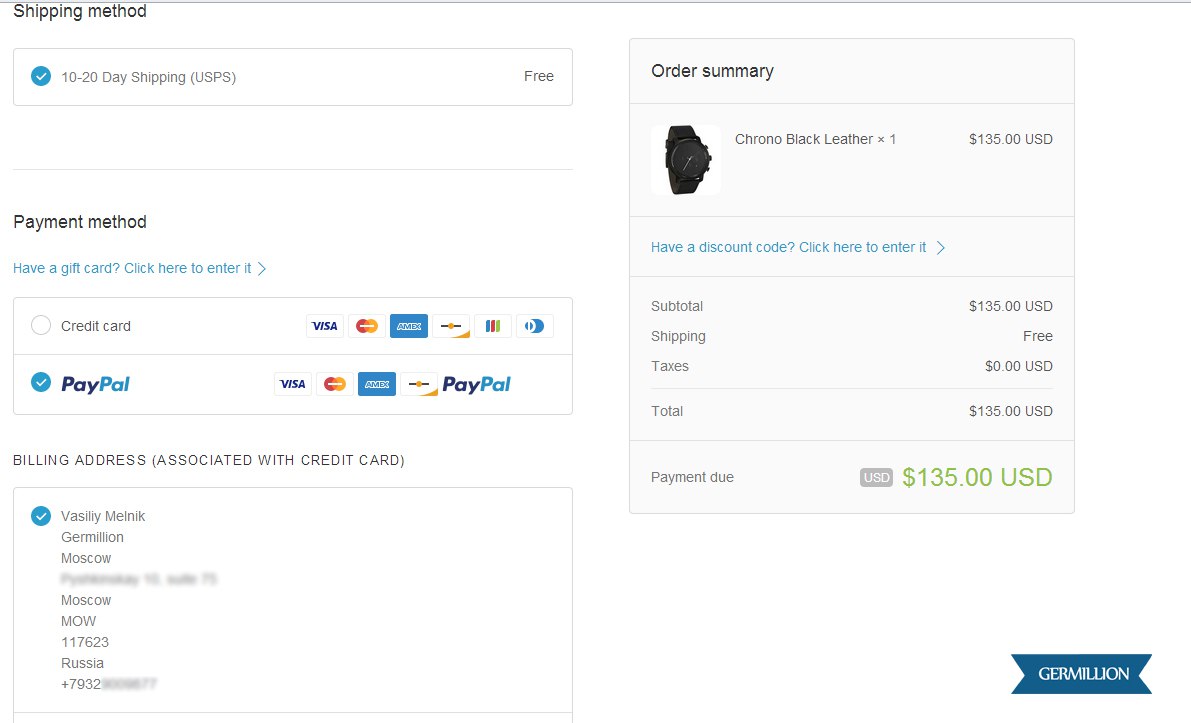 Shipping method
10-20 Day Shipping (USPS) Free
Payment method
Have a gift card? Click here to enter it
Credit card VISA AMEX
PayPal VISA AMEX PayPal
BILLING ADDRESS (ASSOCIATED WITH CREDIT CARD)
Vasiliy Melnik
Germillion
Moscow
Moscow
MOW
117623
Russia
+7932
Order summary
Chrono Black Leather × 1 $135.00 USD
Have a discount code? Click here to enter it
Subtotal $135.00 USD
Shipping Free
Taxes $0.00 USD
Total $135.00 USD
Payment due USD $135.00 USD
GERMILLION